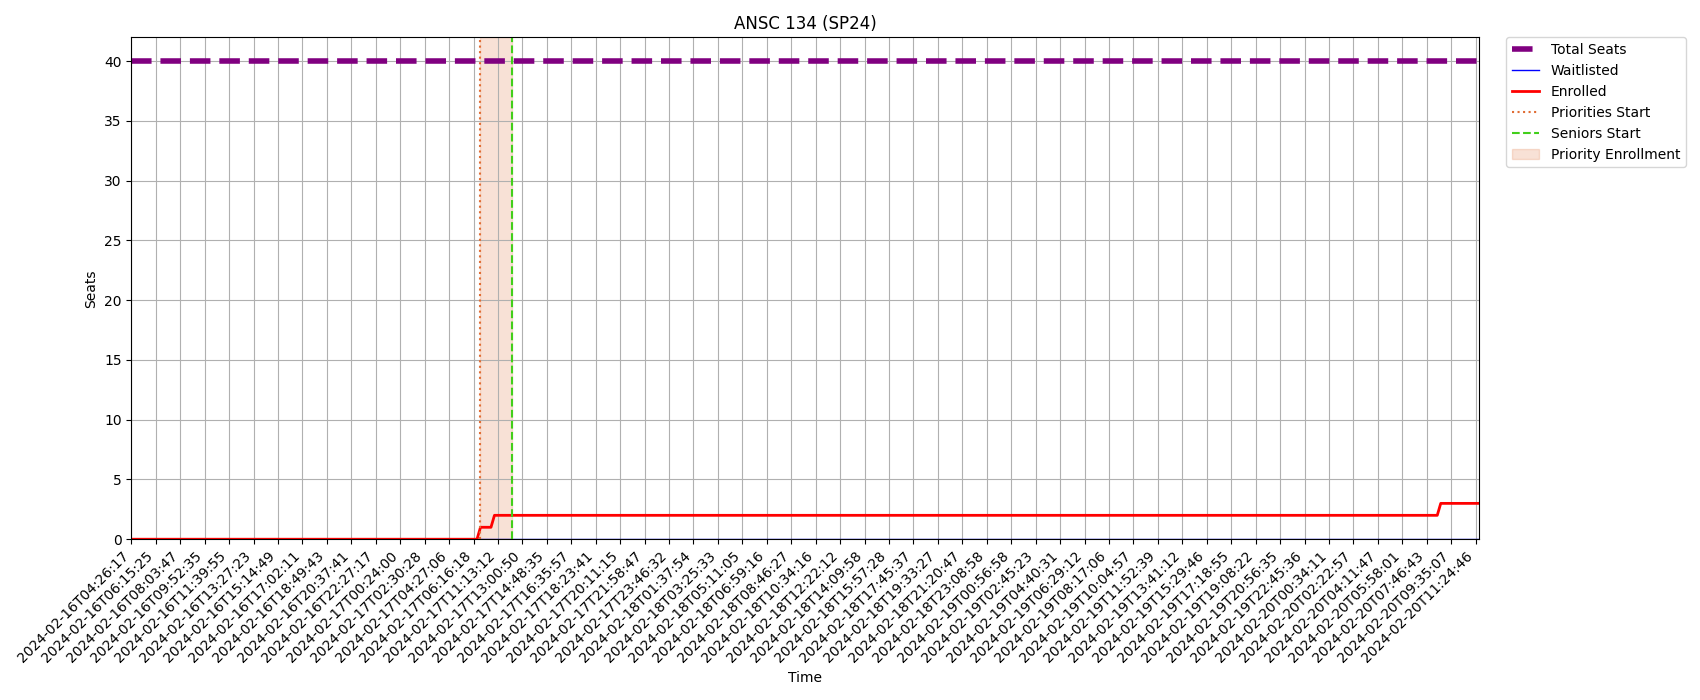 ANSC 134 (SP24)
Total Seats
Waitlisted
Enrolled
Priorities Start
Seniors Start
Priority Enrollment
Seats
40
35
30
25
20
15
10
5
0
2024-02-16T04:26:17
2024-02-16T06:15:25
2024-02-16T08:03:47
2024-02-16T09:52:35
2024-02-16T11:39:55
2024-02-16T13:27:23
2024-02-16T15:14:49
2024-02-16T17:02:11
2024-02-16T18:49:43
2024-02-16T20:37:41
2024-02-16T22:27:17
2024-02-17T00:24:00
2024-02-17T02:30:28
2024-02-17T04:27:06
2024-02-17T06:16:18
2024-02-17T11:13:12
2024-02-17T13:00:50
2024-02-17T14:48:35
2024-02-17T16:35:57
2024-02-17T18:23:41
2024-02-17T20:11:15
2024-02-17T21:58:47
2024-02-17T23:46:32
2024-02-18T01:37:54
2024-02-18T03:25:33
2024-02-18T05:11:05
2024-02-18T06:59:16
2024-02-18T08:46:27
2024-02-18T10:34:16
2024-02-18T12:22:12
2024-02-18T14:09:58
2024-02-18T15:57:28
2024-02-18T17:45:37
2024-02-18T19:33:27
2024-02-18T21:20:47
2024-02-18T23:08:58
2024-02-19T00:56:58
2024-02-19T02:45:23
2024-02-19T04:40:31
2024-02-19T06:29:12
2024-02-19T08:17:06
2024-02-19T10:04:57
2024-02-19T11:52:39
2024-02-19T13:41:12
2024-02-19T15:29:46
2024-02-19T17:18:55
2024-02-19T19:08:22
2024-02-19T20:56:35
2024-02-19T22:45:36
2024-02-20T00:34:11
2024-02-20T02:22:57
2024-02-20T04:11:47
2024-02-20T05:58:01
2024-02-20T07:46:43
2024-02-20T09:35:07
2024-02-20T11:24:46
Time